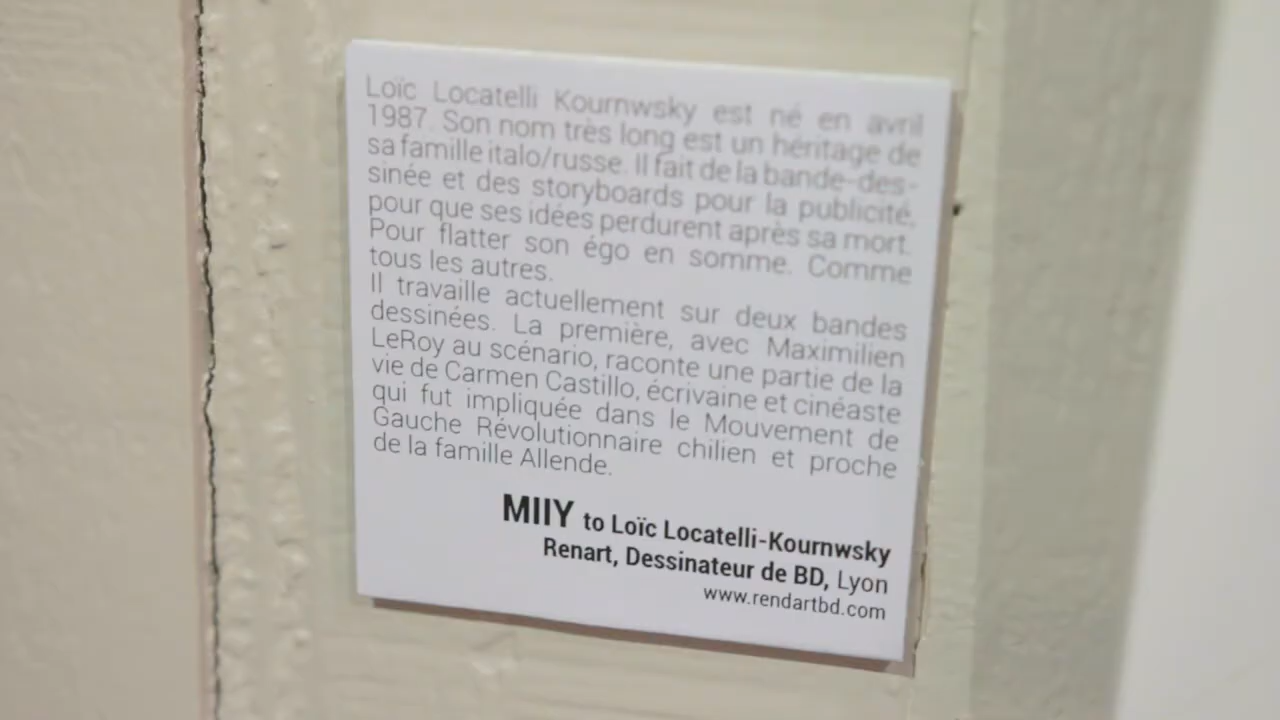 Loïc Locatelli Kournwsky est né en avril
1987. Son nom très long est un héritage de
sa famille italo/russe. Il fait de la bande-des-
sinée et des storyboards pour la publicité,
pour que ses idées perdurent après sa mort.
Pour flatter son égo en somme. Comme
tous les autres.
Il travaille actuellement sur deux bandes
dessinées. La première, avec Maximilien
LeRoy au scénario, raconte une partie de la
vie de Carmen Castillo, écrivaine et cinéaste
qui fut impliquée dans le Mouvement de
Gauche Révolutionnaire chilien et proche
de la famille Allende.
MIIY to Loïc Locatelli-Kournwsky
Renart, Dessinateur de BD, Lyon
www.rendartbd.com